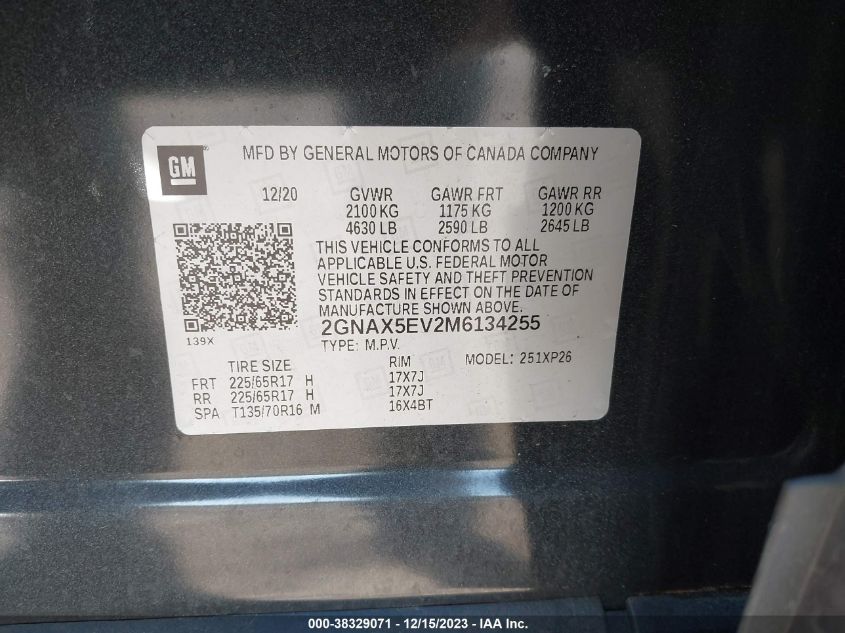 GM
MFD BY GENERAL MOTORS OF CANADA COMPANY
12/20 GVWR GAWR FRT GAWR RR
2100 KG 1175 KG 1200 KG
4630 LB 2590 LB 2645 LB
THIS VEHICLE CONFORMS TO ALL
APPLICABLE U.S. FEDERAL MOTOR
VEHICLE SAFETY AND THEFT PREVENTION
STANDARDS IN EFFECT ON THE DATE OF
MANUFACTURE SHOWN ABOVE.
2GNAX5EV2M6134255
139X
TYPE: M.P.V.
TIRE SIZE RIM MODEL: 251XP26
FRT 225/65R17 H 17X7J
RR 225/65R17 H 17X7J
SPA T135/70R16 M 16X4BT
000-38329071 - 12/15/2023 - IAA Inc.